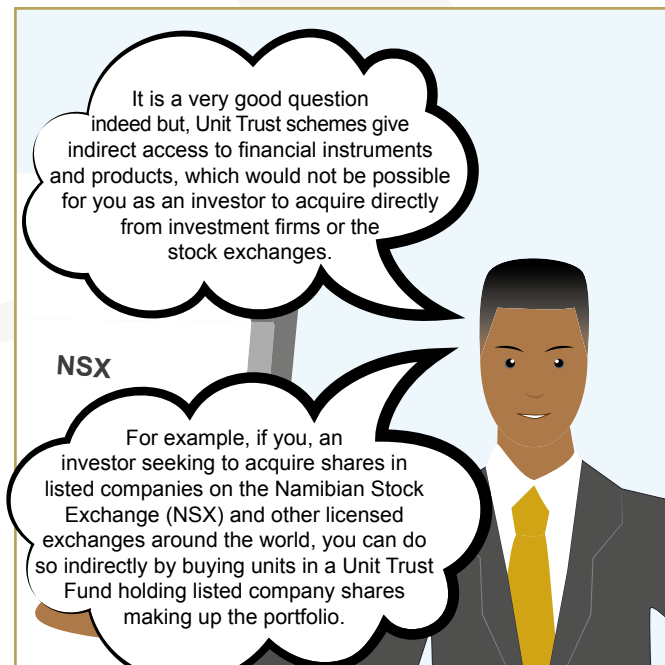 It is a very good question
indeed but, Unit Trust schemes give
indirect access to financial instruments
and products, which would not be possible
for you as an investor to acquire directly
from investment firms or the
stock exchanges.
NSX
For example, if you, an
investor seeking to acquire shares in
listed companies on the Namibian Stock
Exchange (NSX) and other licensed
exchanges around the world, you can do
so indirectly by buying units in a Unit Trust
Fund holding listed company shares
making up the portfolio.